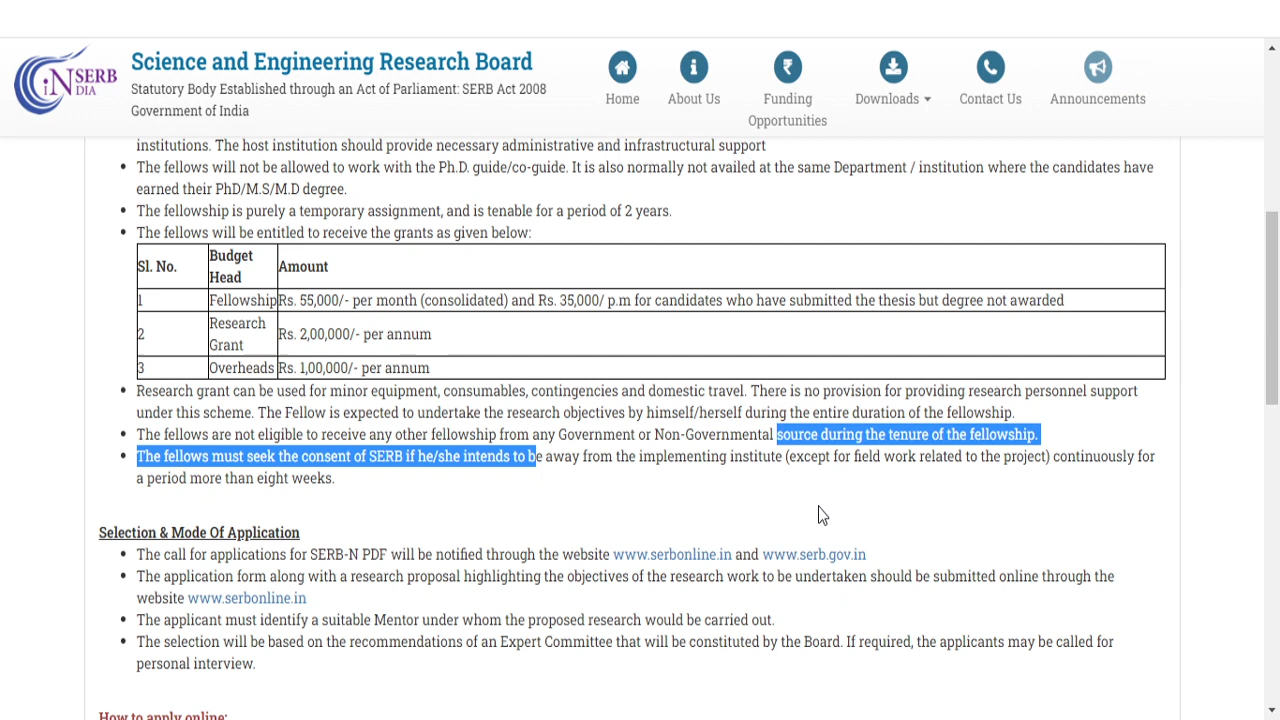 iN SERB
DIA
Science and Engineering Research Board
Statutory Body Established through an Act of Parliament: SERB Act 2008
Government of India
Home
About Us
Funding
Opportunities
Downloads
Contact Us
Announcements
institutions. The host institution should provide necessary administrative and infrastructural support
The fellows will not be allowed to work with the Ph.D. guide/co-guide. It is also normally not availed at the same Department / institution where the candidates have
earned their PhD/M.S/M.D degree.
The fellowship is purely a temporary assignment, and is tenable for a period of 2 years.
The fellows will be entitled to receive the grants as given below:
Sl. No. Budget Head Amount
1 Fellowship Rs. 55,000/- per month (consolidated) and Rs. 35,000/ p.m for candidates who have submitted the thesis but degree not awarded
2 Research Grant Rs. 2,00,000/- per annum
3 Overheads Rs. 1,00,000/- per annum
Research grant can be used for minor equipment, consumables, contingencies and domestic travel. There is no provision for providing research personnel support
under this scheme. The Fellow is expected to undertake the research objectives by himself/herself during the entire duration of the fellowship.
The fellows are not eligible to receive any other fellowship from any Government or Non-Governmental source during the tenure of the fellowship.
The fellows must seek the consent of SERB if he/she intends to be away from the implementing institute (except for field work related to the project) continuously for
a period more than eight weeks.
Selection & Mode Of Application
The call for applications for SERB-N PDF will be notified through the website www.serbonline.in and www.serb.gov.in
The application form along with a research proposal highlighting the objectives of the research work to be undertaken should be submitted online through the
website www.serbonline.in
The applicant must identify a suitable Mentor under whom the proposed research would be carried out.
The selection will be based on the recommendations of an Expert Committee that will be constituted by the Board. If required, the applicants may be called for
personal interview.
How to apply online: